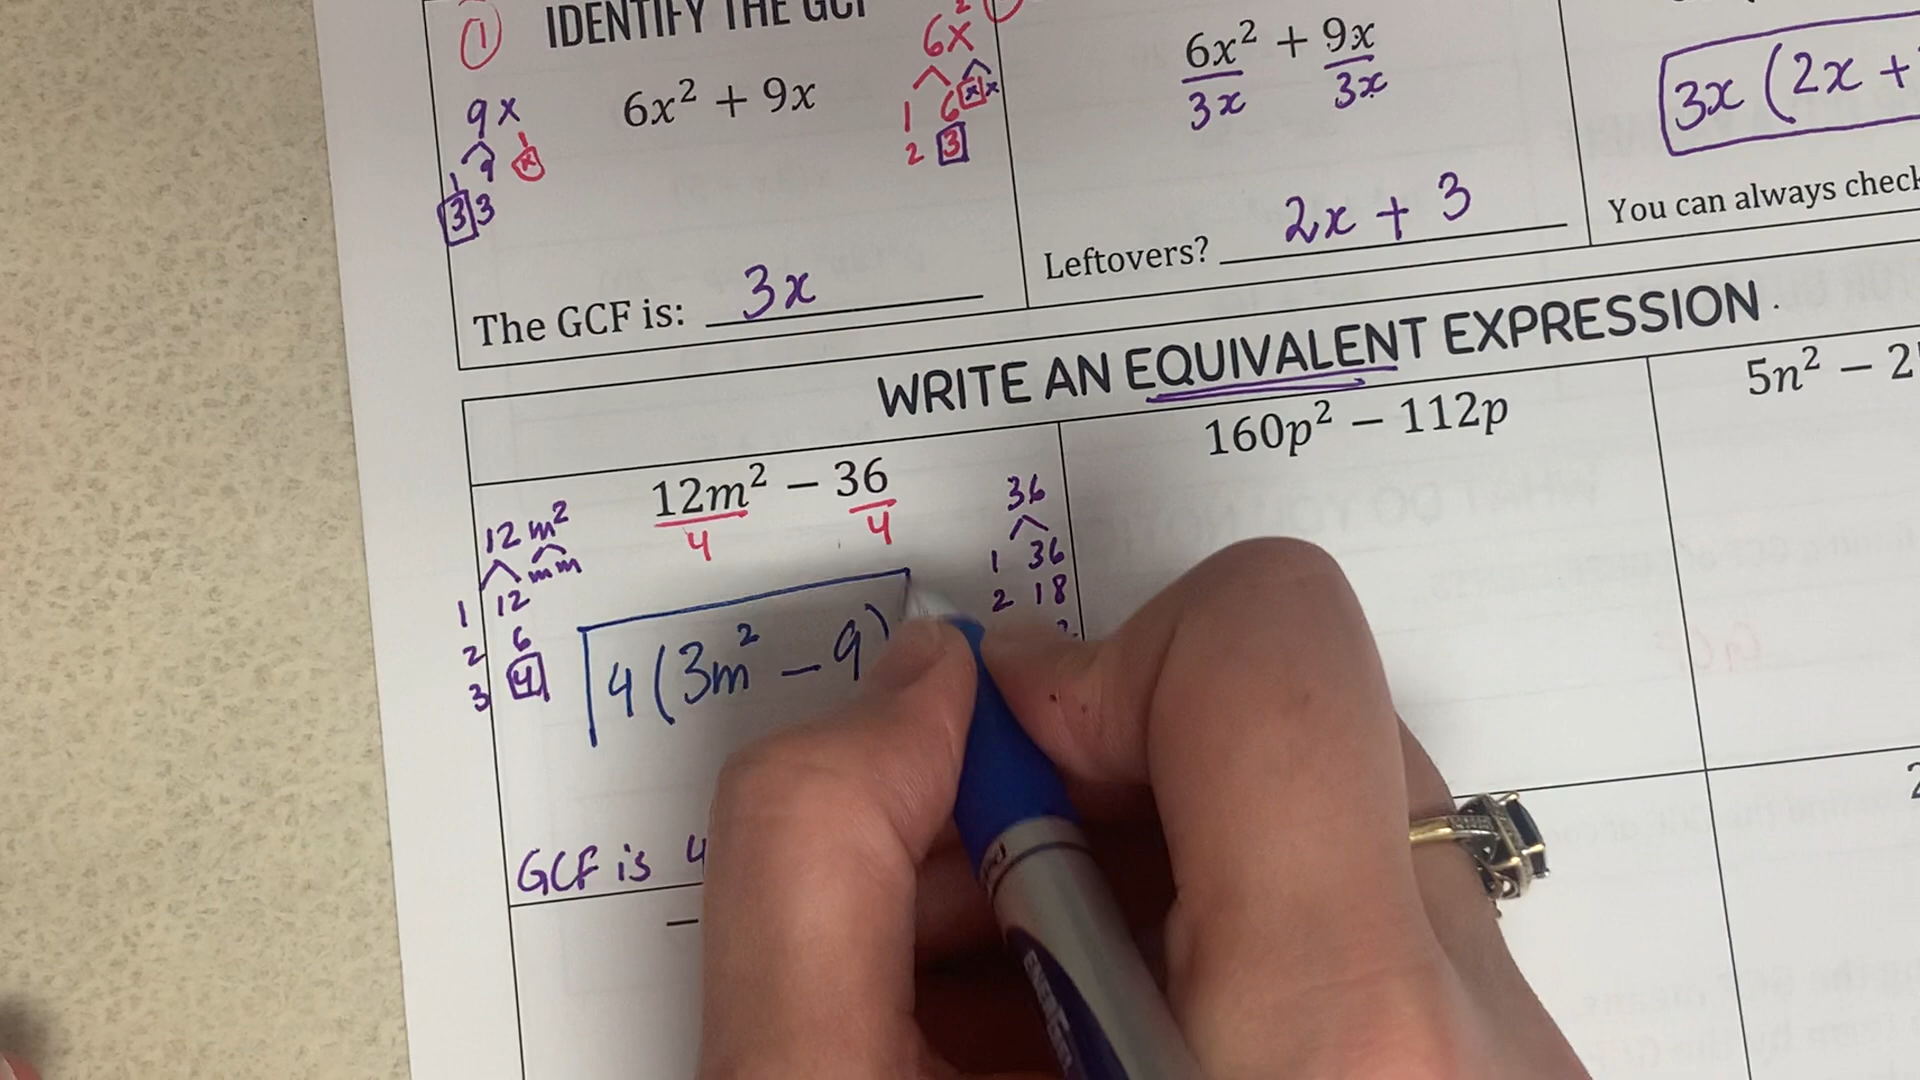 ① IDENTIFY THE GCF
6x²
6x² + 9x
9x
1 9 x 1
3 3
1 6 x x
2 3
The GCF is: 3x
6x² + 9x
3x 3x
Leftovers? 2x + 3
3x (2x +
You can always check
WRITE AN EQUIVALENT EXPRESSION
12m² − 36
4 4
12m²
m m
1 12
2 6
3 4
36
1 36
2 18
4(3m² − 9)
GCF is 4
−
160p² − 112p
5n² − 2